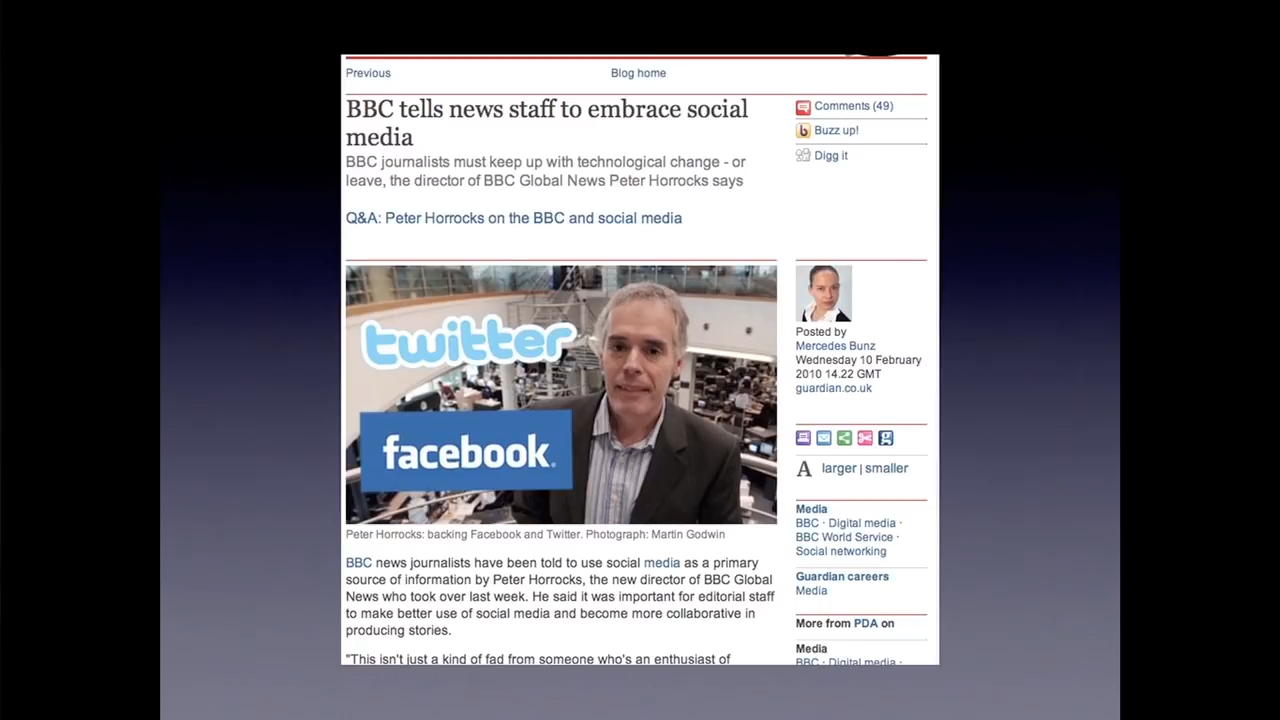 Previous
Blog home
BBC tells news staff to embrace social
media
BBC journalists must keep up with technological change - or
leave, the director of BBC Global News Peter Horrocks says
Q&A: Peter Horrocks on the BBC and social media
twitter
facebook
Peter Horrocks: backing Facebook and Twitter. Photograph: Martin Godwin
BBC news journalists have been told to use social media as a primary
source of information by Peter Horrocks, the new director of BBC Global
News who took over last week. He said it was important for editorial staff
to make better use of social media and become more collaborative in
producing stories.
"This isn't just a kind of fad from someone who's an enthusiast of
Comments (49)
Buzz up!
Digg it
Posted by
Mercedes Bunz
Wednesday 10 February
2010 14.22 GMT
guardian.co.uk
A larger | smaller
Media
BBC · Digital media ·
BBC World Service ·
Social networking
Guardian careers
Media
More from PDA on
Media
BBC · Digital media ·